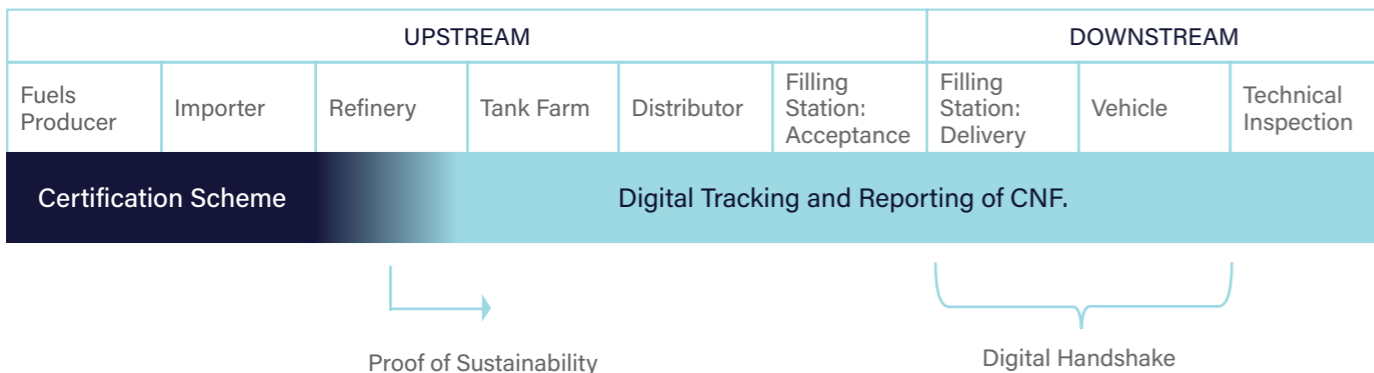 UPSTREAM
DOWNSTREAM
Fuels
Producer
Importer
Refinery
Tank Farm
Distributor
Filling
Station:
Acceptance
Filling
Station:
Delivery
Vehicle
Technical
Inspection
Certification Scheme
Digital Tracking and Reporting of CNF.
Proof of Sustainability
Digital Handshake